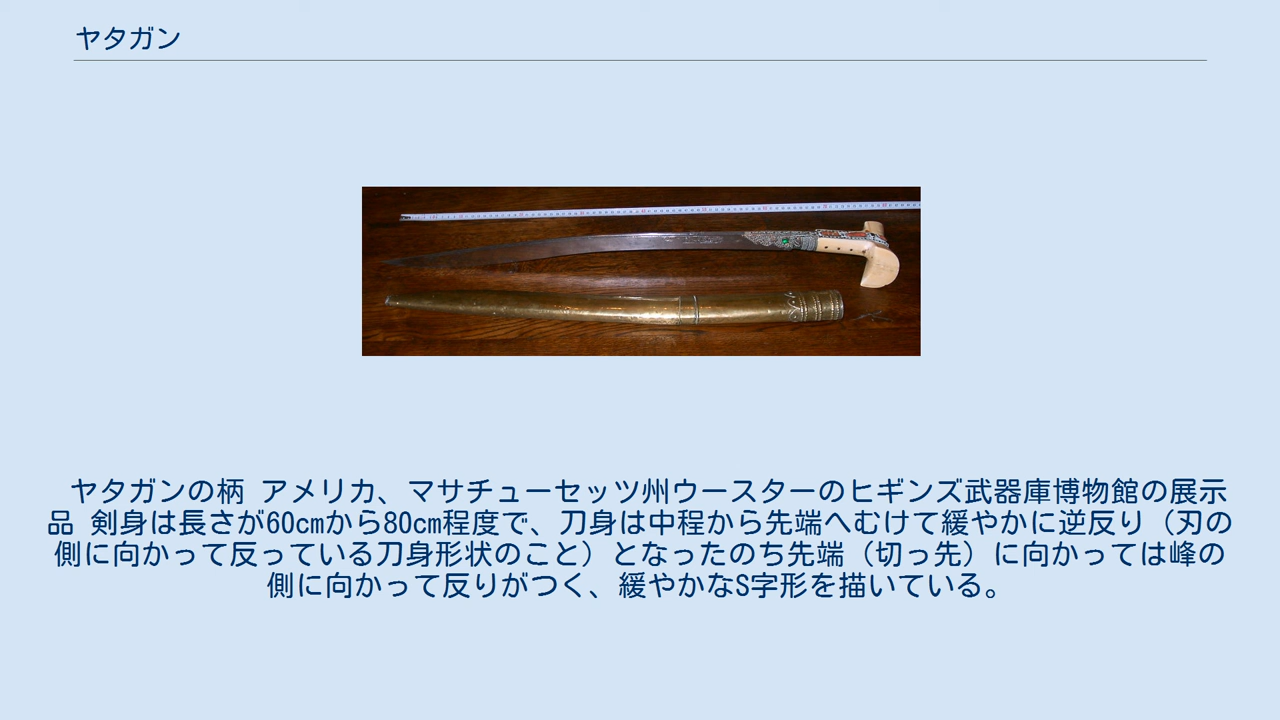 ヤタガン
ヤタガンの柄 アメリカ、マサチューセッツ州ウースターのヒギンズ武器庫博物館の展示
品 剣身は長さが60cmから80cm程度で、刀身は中程から先端へむけて緩やかに逆反り（刃の
側に向かって反っている刀身形状のこと）となったのち先端（切っ先）に向かっては峰の
側に向かって反りがつく、緩やかなS字形を描いている。